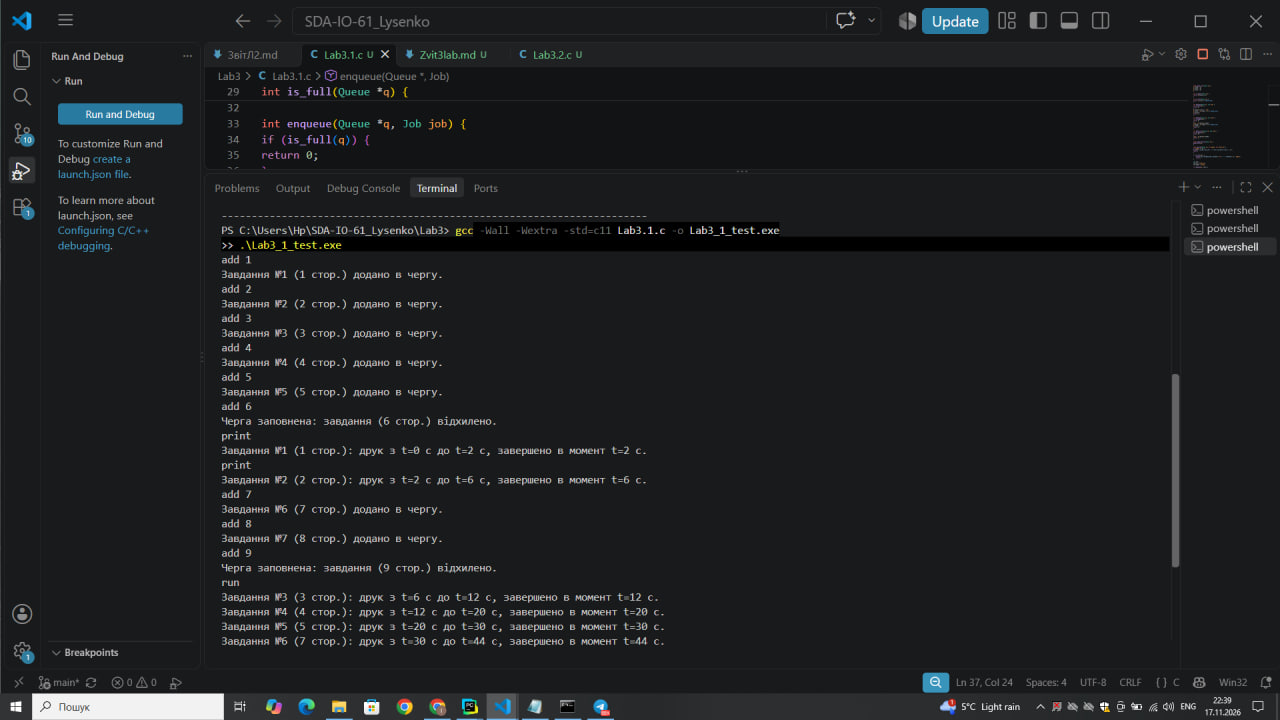 SDA-IO-61_Lysenko
Update
Run And Debug
Run
Run and Debug
To customize Run and
Debug create a
launch.json file.
To learn more about
launch.json, see
Configuring C/C++
debugging.
Breakpoints
ЗвітЛ2.md
Lab3.1.c U
Zvit3lab.md U
Lab3.2.c U
Lab3 > C Lab3.1.c > enqueue(Queue *, Job)
29 int is_full(Queue *q) {
32
33 int enqueue(Queue *q, Job job) {
34 if (is_full(q)) {
35 return 0;
Problems Output Debug Console Terminal Ports
powershell
powershell
powershell
----------------------------------------------------------------------
PS C:\Users\Hp\SDA-IO-61_Lysenko\Lab3> gcc -Wall -Wextra -std=c11 Lab3.1.c -o Lab3_1_test.exe
>> .\Lab3_1_test.exe
add 1
Завдання №1 (1 стор.) додано в чергу.
add 2
Завдання №2 (2 стор.) додано в чергу.
add 3
Завдання №3 (3 стор.) додано в чергу.
add 4
Завдання №4 (4 стор.) додано в чергу.
add 5
Завдання №5 (5 стор.) додано в чергу.
add 6
Черга заповнена: завдання (6 стор.) відхилено.
print
Завдання №1 (1 стор.): друк з t=0 с до t=2 с, завершено в момент t=2 с.
print
Завдання №2 (2 стор.): друк з t=2 с до t=6 с, завершено в момент t=6 с.
add 7
Завдання №6 (7 стор.) додано в чергу.
add 8
Завдання №7 (8 стор.) додано в чергу.
add 9
Черга заповнена: завдання (9 стор.) відхилено.
run
Завдання №3 (3 стор.): друк з t=6 с до t=12 с, завершено в момент t=12 с.
Завдання №4 (4 стор.): друк з t=12 с до t=20 с, завершено в момент t=20 с.
Завдання №5 (5 стор.): друк з t=20 с до t=30 с, завершено в момент t=30 с.
Завдання №6 (7 стор.): друк з t=30 с до t=44 с, завершено в момент t=44 с.
main* 0 0 Ln 37, Col 24 Spaces: 4 UTF-8 CRLF {} C Win32
Пошук
5°C Light rain
ENG
22:39
17.11.2026